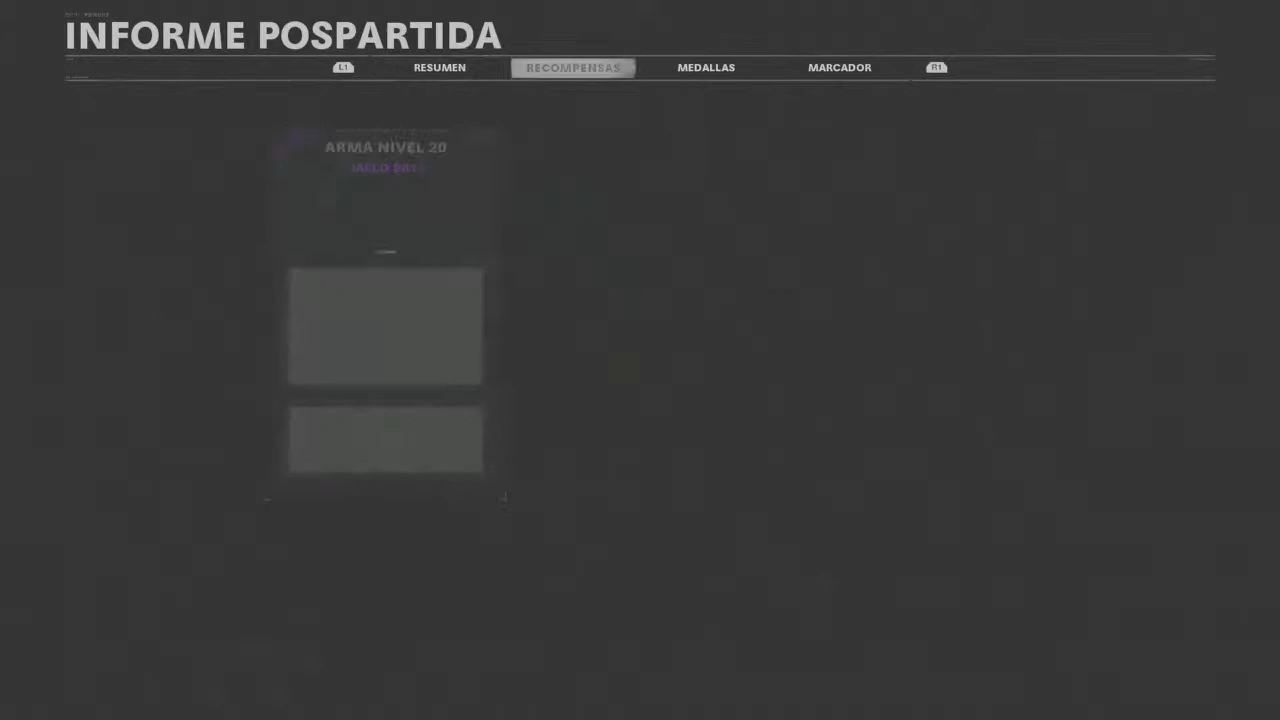 INFORME POSPARTIDA
L1 RESUMEN RECOMPENSAS MEDALLAS MARCADOR R1
ARMA NIVEL 20